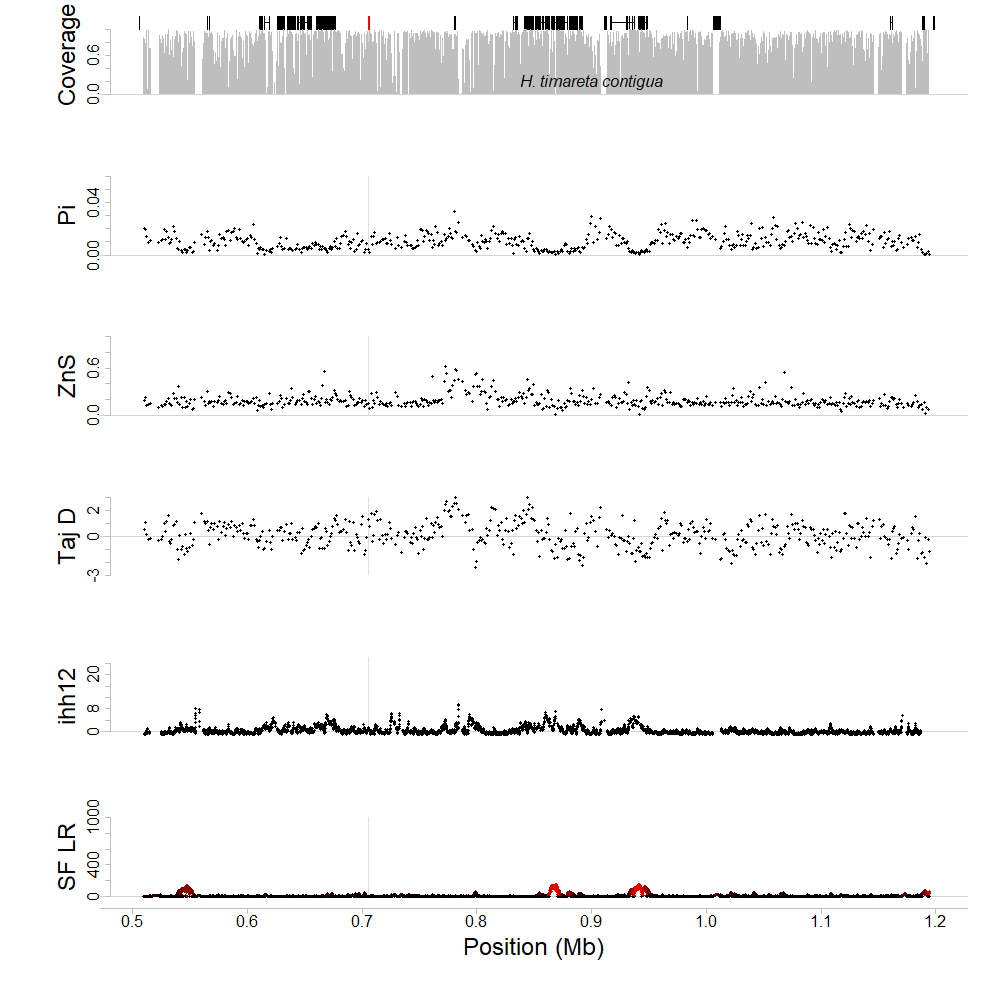 Coverage
0.0 0.6
H. timareta contigua
Pi
0.00 0.04
ZnS
0.0 0.6
Taj D
-3 0 2
ihh12
0 8 20
SF LR
0 400 1000
0.5 0.6 0.7 0.8 0.9 1.0 1.1 1.2
Position (Mb)